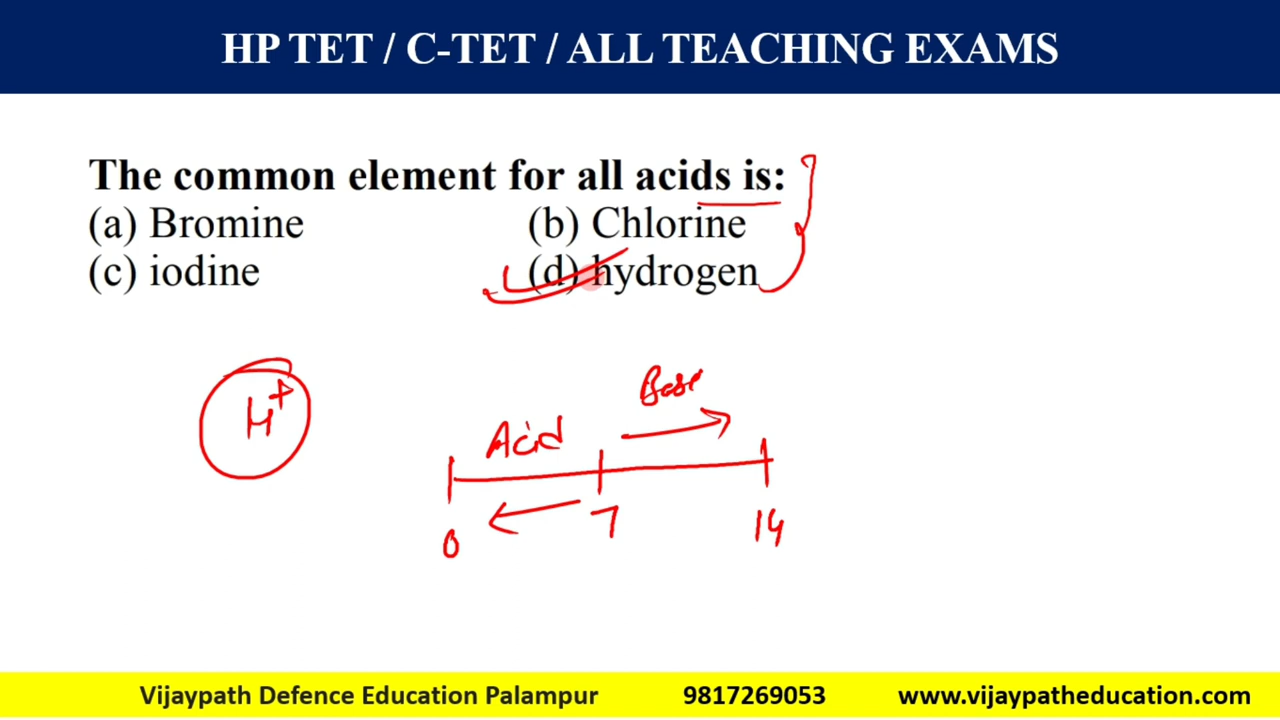 HP TET / C-TET / ALL TEACHING EXAMS
The common element for all acids is:
(a) Bromine (b) Chlorine
(c) iodine (d) hydrogen
H+
Acid Base
0 7 14
Vijaypath Defence Education Palampur 9817269053 www.vijaypatheducation.com